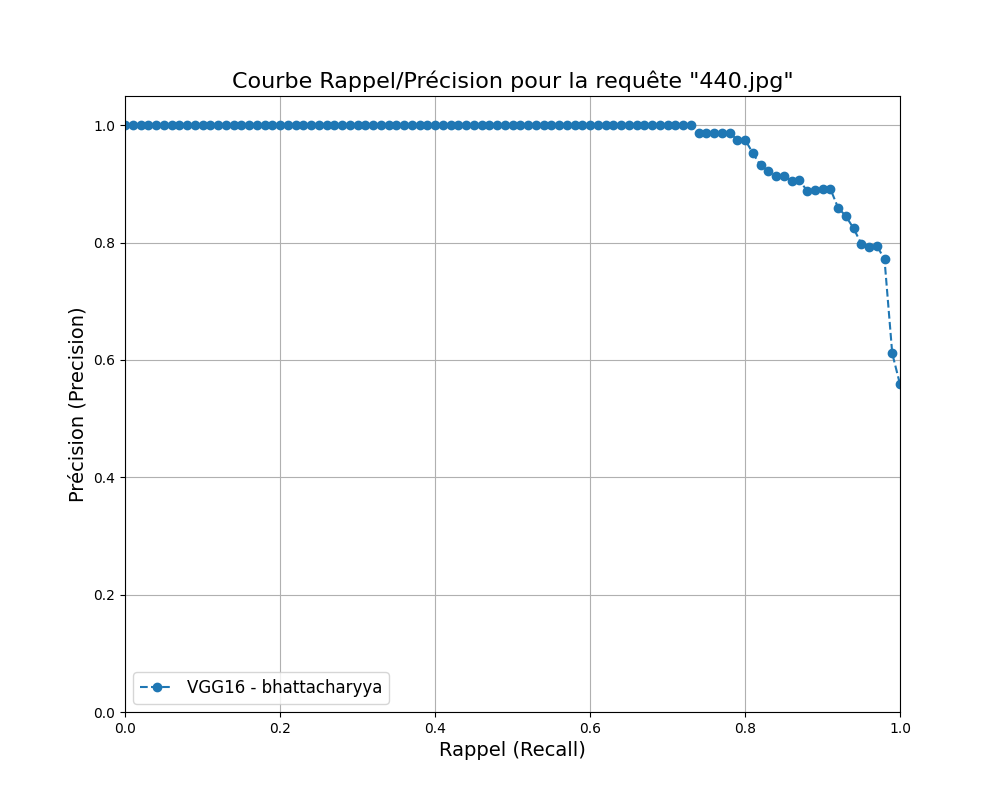 Courbe Rappel/Précision pour la requête "440.jpg"
1.0
0.8
0.6
0.4
0.2
0.0
Précision (Precision)
VGG16 - bhattacharyya
0.0 0.2 0.4 0.6 0.8 1.0
Rappel (Recall)